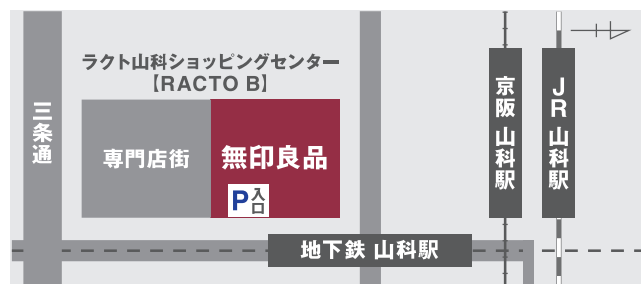 ラクト山科ショッピングセンター
【RACTO B】
三条通
専門店街
無印良品
P 入口
京阪 山科駅
JR 山科駅
地下鉄 山科駅